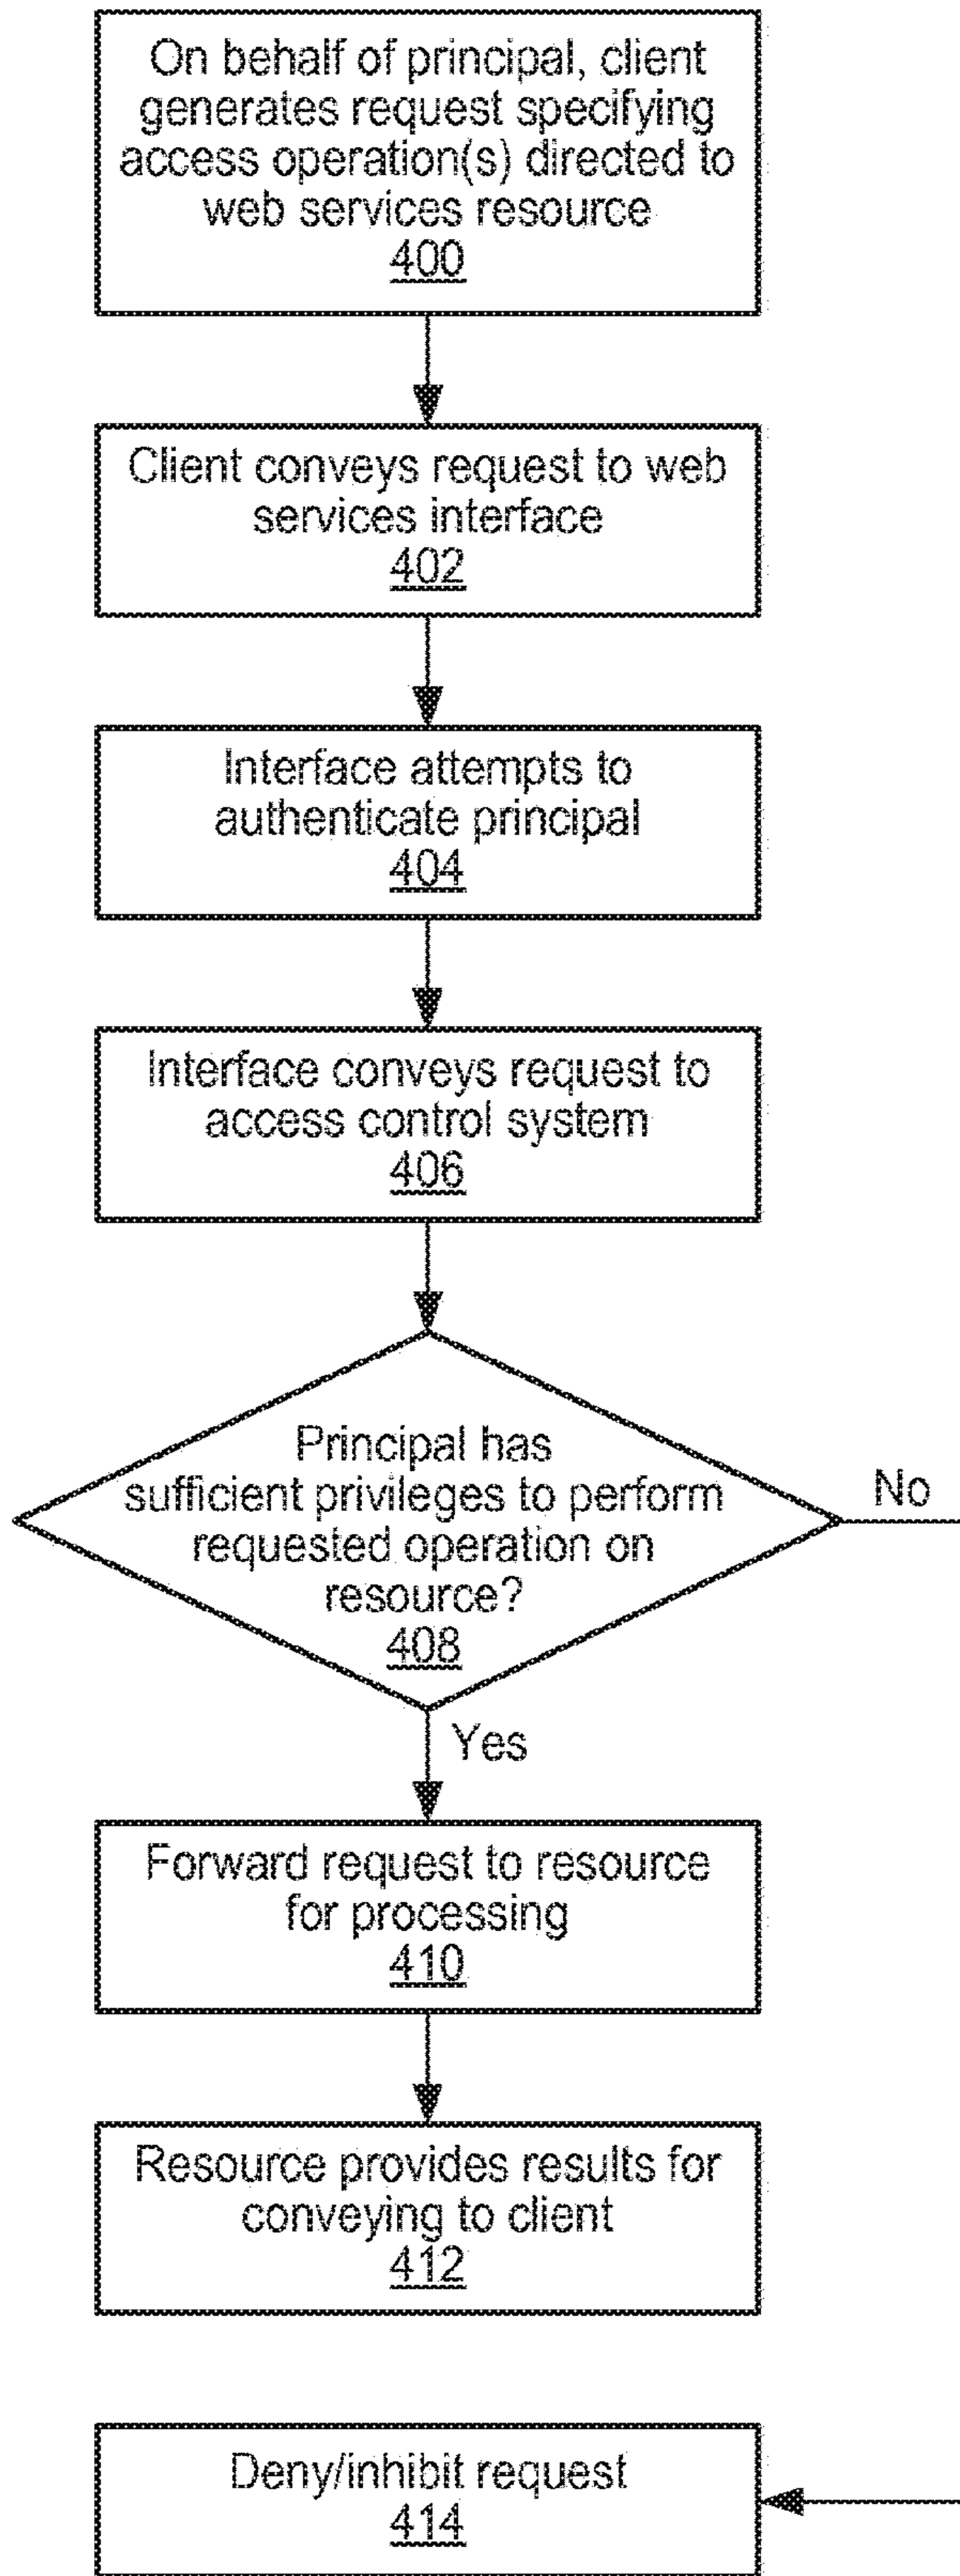 On behalf of principal, client
generates request specifying
access operation(s) directed to
web services resource
400
Client conveys request to web
services interface
402
Interface attempts to
authenticate principal
404
Interface conveys request to
access control system
406
Principal has
sufficient privileges to perform
requested operation on
resource?
408
No
Yes
Forward request to resource
for processing
410
Resource provides results for
conveying to client
412
Deny/inhibit request
414